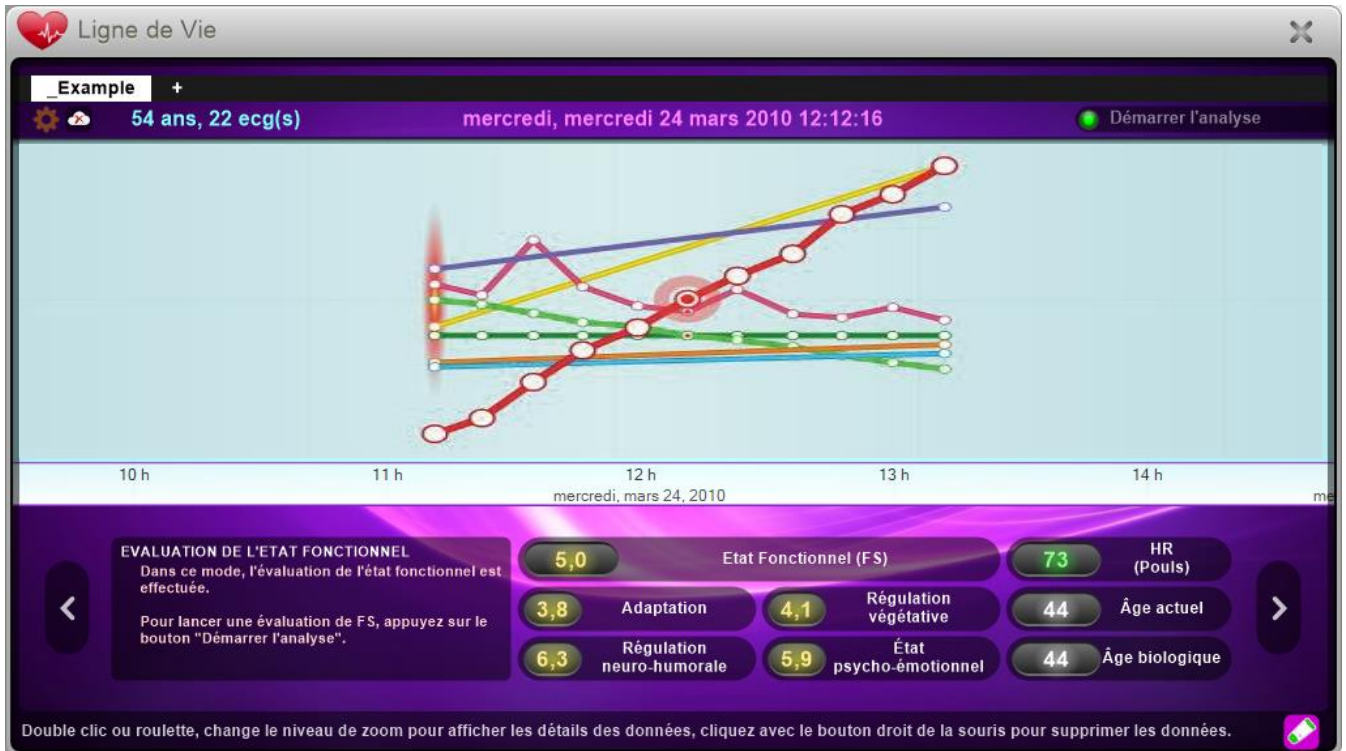 Ligne de Vie
_Example +
54 ans, 22 ecg(s) mercredi, mercredi 24 mars 2010 12:12:16 Démarrer l'analyse
10 h 11 h 12 h 13 h 14 h
mercredi, mars 24, 2010 me
EVALUATION DE L'ETAT FONCTIONNEL
Dans ce mode, l'évaluation de l'état fonctionnel est
effectuée.
Pour lancer une évaluation de FS, appuyez sur le
bouton "Démarrer l'analyse".
5,0 Etat Fonctionnel (FS)
73 HR
(Pouls)
3,8 Adaptation
4,1 Régulation
végétative
44 Âge actuel
6,3 Régulation
neuro-humorale
5,9 État
psycho-émotionnel
44 Âge biologique
Double clic ou roulette, change le niveau de zoom pour afficher les détails des données, cliquez avec le bouton droit de la souris pour supprimer les données.